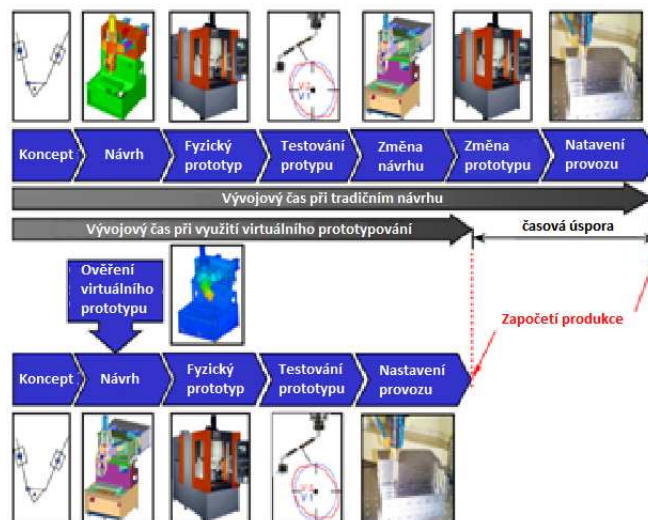 Koncept
Návrh
Fyzický
prototyp
Testování
protypu
Změna
návrhu
Změna
prototypu
Natavení
provozu
Vývojový čas při tradičním návrhu
Vývojový čas při využití virtuálního prototypování
časová úspora
Ověření
virtuálního
prototypu
Započetí produkce
Koncept
Návrh
Fyzický
prototyp
Testování
prototypu
Nastavení
provozu